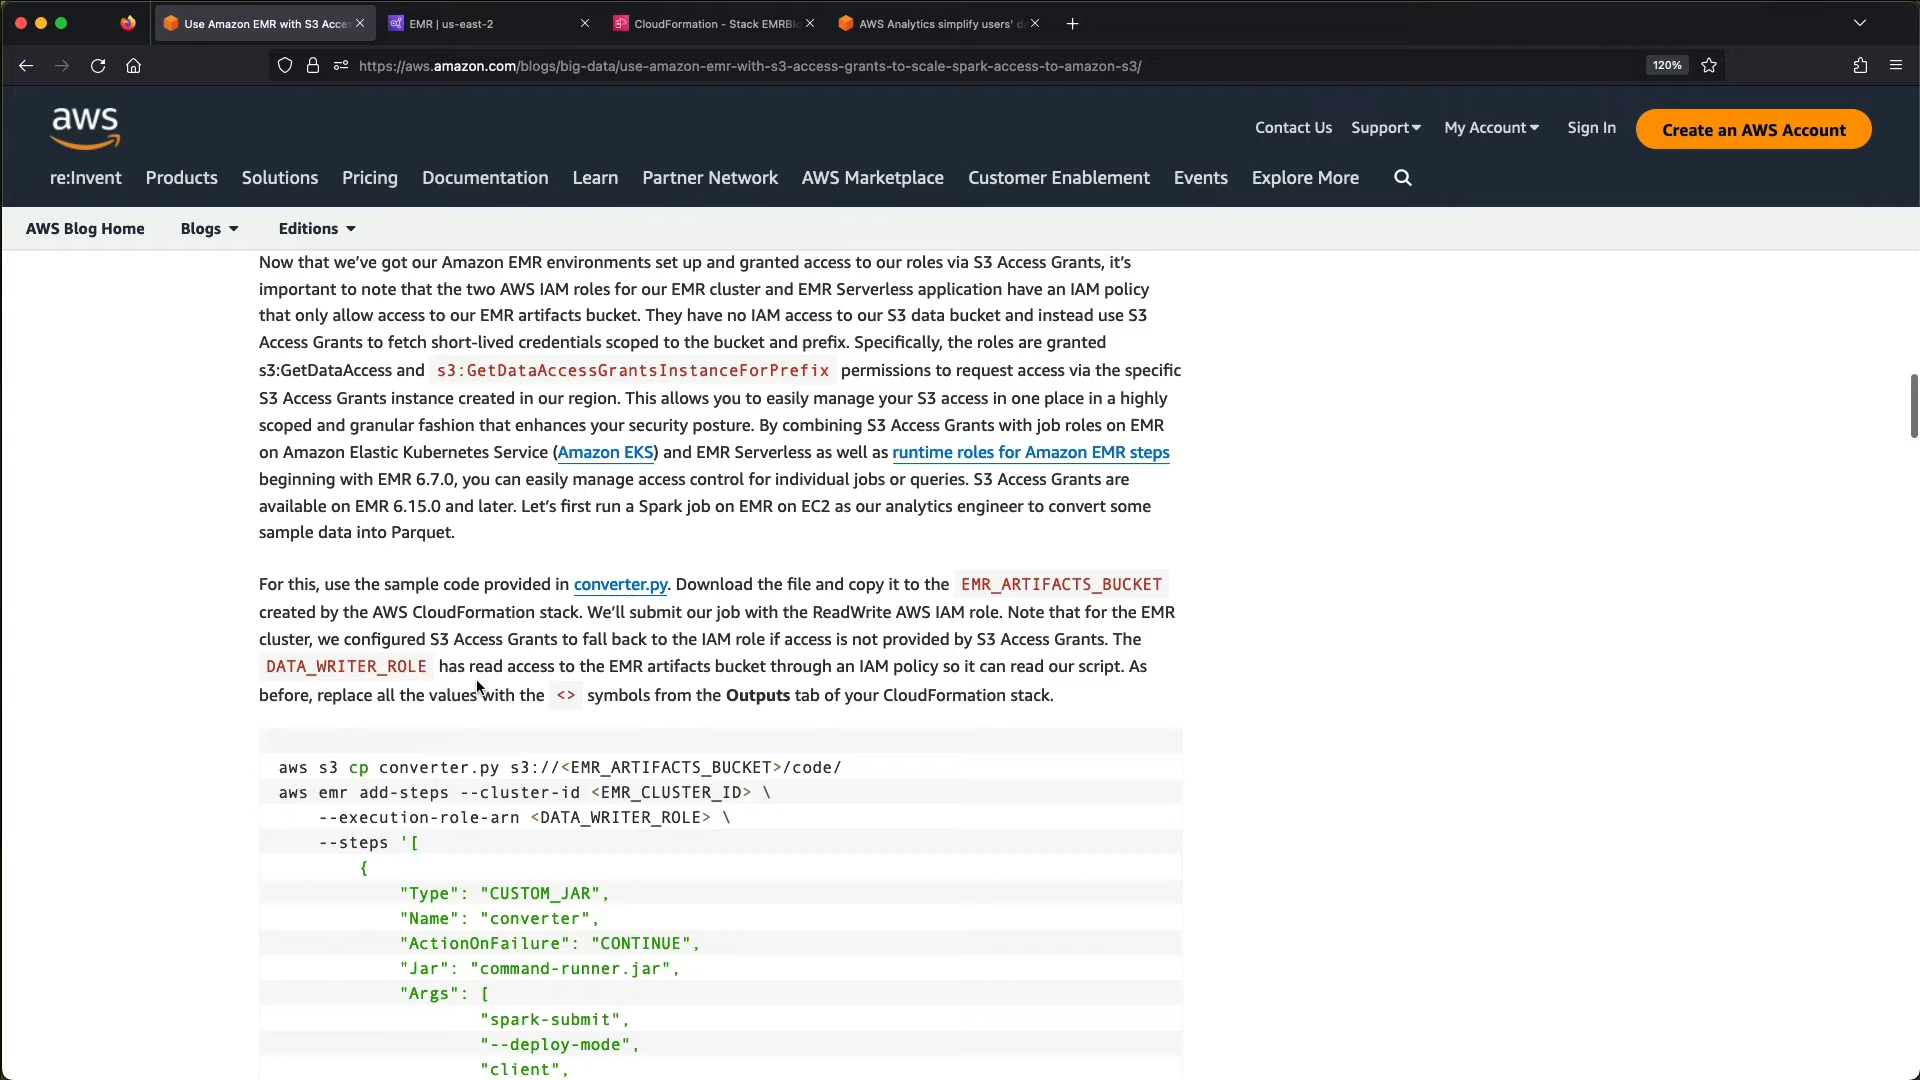 Use Amazon EMR with S3 Acce
EMR | us-east-2
CloudFormation - Stack EMRBl
AWS Analytics simplify users' d
https://aws.amazon.com/blogs/big-data/use-amazon-emr-with-s3-access-grants-to-scale-spark-access-to-amazon-s3/
120%
aws
Contact Us
Support
My Account
Sign In
Create an AWS Account
re:Invent
Products
Solutions
Pricing
Documentation
Learn
Partner Network
AWS Marketplace
Customer Enablement
Events
Explore More
AWS Blog Home
Blogs
Editions
Now that we’ve got our Amazon EMR environments set up and granted access to our roles via S3 Access Grants, it’s
important to note that the two AWS IAM roles for our EMR cluster and EMR Serverless application have an IAM policy
that only allow access to our EMR artifacts bucket. They have no IAM access to our S3 data bucket and instead use S3
Access Grants to fetch short-lived credentials scoped to the bucket and prefix. Specifically, the roles are granted
s3:GetDataAccess and s3:GetDataAccessGrantsInstanceForPrefix permissions to request access via the specific
S3 Access Grants instance created in our region. This allows you to easily manage your S3 access in one place in a highly
scoped and granular fashion that enhances your security posture. By combining S3 Access Grants with job roles on EMR
on Amazon Elastic Kubernetes Service (Amazon EKS) and EMR Serverless as well as runtime roles for Amazon EMR steps
beginning with EMR 6.7.0, you can easily manage access control for individual jobs or queries. S3 Access Grants are
available on EMR 6.15.0 and later. Let’s first run a Spark job on EMR on EC2 as our analytics engineer to convert some
sample data into Parquet.
For this, use the sample code provided in converter.py. Download the file and copy it to the EMR_ARTIFACTS_BUCKET
created by the AWS CloudFormation stack. We’ll submit our job with the ReadWrite AWS IAM role. Note that for the EMR
cluster, we configured S3 Access Grants to fall back to the IAM role if access is not provided by S3 Access Grants. The
DATA_WRITER_ROLE has read access to the EMR artifacts bucket through an IAM policy so it can read our script. As
before, replace all the values with the <> symbols from the Outputs tab of your CloudFormation stack.
aws s3 cp converter.py s3://<EMR_ARTIFACTS_BUCKET>/code/
aws emr add-steps --cluster-id <EMR_CLUSTER_ID> \
--execution-role-arn <DATA_WRITER_ROLE> \
--steps '[
{
"Type": "CUSTOM_JAR",
"Name": "converter",
"ActionOnFailure": "CONTINUE",
"Jar": "command-runner.jar",
"Args": [
"spark-submit",
"--deploy-mode",
"client",